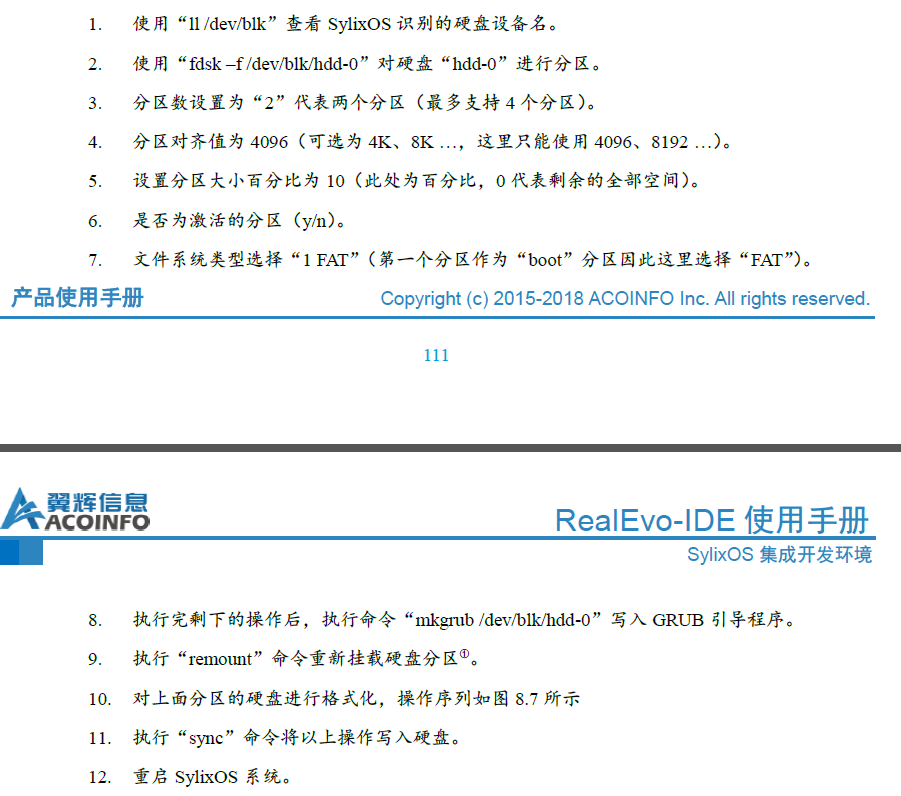 1. 使用“ll /dev/blk”查看 SylixOS 识别的硬盘设备名。
2. 使用“fdsk –f /dev/blk/hdd-0”对硬盘“hdd-0”进行分区。
3. 分区数设置为“2”代表两个分区（最多支持 4 个分区）。
4. 分区对齐值为 4096（可选为 4K、8K …，这里只能使用 4096、8192 …）。
5. 设置分区大小百分比为 10（此处为百分比，0 代表剩余的全部空间）。
6. 是否为激活的分区（y/n）。
7. 文件系统类型选择“1 FAT”（第一个分区作为“boot”分区因此这里选择“FAT”）。
产品使用手册 Copyright (c) 2015-2018 ACOINFO Inc. All rights reserved.
111
翼辉信息
ACOINFO
RealEvo-IDE 使用手册
SylixOS 集成开发环境
8. 执行完剩下的操作后，执行命令“mkgrub /dev/blk/hdd-0”写入 GRUB 引导程序。
9. 执行“remount”命令重新挂载硬盘分区①。
10. 对上面分区的硬盘进行格式化，操作序列如图 8.7 所示
11. 执行“sync”命令将以上操作写入硬盘。
12. 重启 SylixOS 系统。